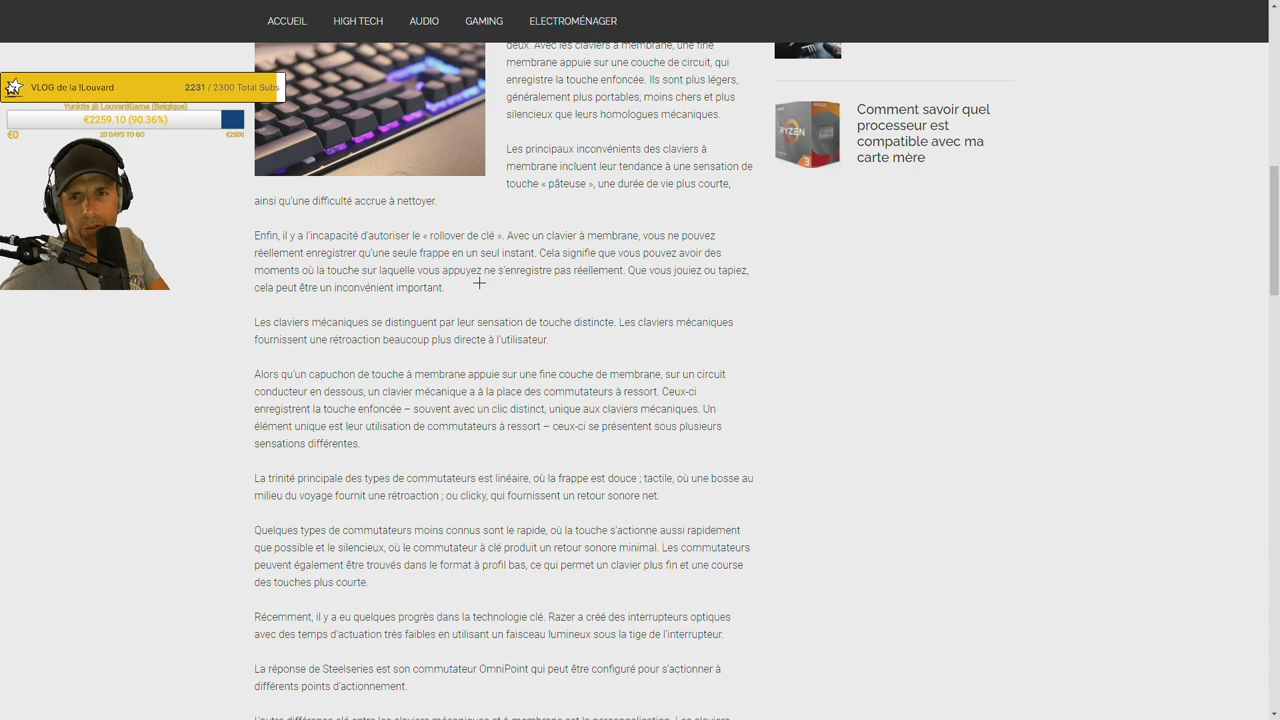 ACCUEIL HIGH TECH AUDIO GAMING ELECTROMÉNAGER
VLOG de la !Louvard 2231 / 2300 Total Subs
Yunktis @ LouvardGame (Belgique)
€2259.10 (90.36%)
€0 20 DAYS TO GO €2500
deux. Avec les claviers à membrane, une fine
membrane appuie sur une couche de circuit, qui
enregistre la touche enfoncée. Ils sont plus légers,
généralement plus portables, moins chers et plus
silencieux que leurs homologues mécaniques.
Les principaux inconvénients des claviers à
membrane incluent leur tendance à une sensation de
touche « pâteuse », une durée de vie plus courte,
ainsi qu'une difficulté accrue à nettoyer.
Enfin, il y a l'incapacité d'autoriser le « rollover de clé ». Avec un clavier à membrane, vous ne pouvez
réellement enregistrer qu'une seule frappe en un seul instant. Cela signifie que vous pouvez avoir des
moments où la touche sur laquelle vous appuyez ne s'enregistre pas réellement. Que vous jouiez ou tapiez,
cela peut être un inconvénient important.
Les claviers mécaniques se distinguent par leur sensation de touche distincte. Les claviers mécaniques
fournissent une rétroaction beaucoup plus directe à l'utilisateur.
Alors qu'un capuchon de touche à membrane appuie sur une fine couche de membrane, sur un circuit
conducteur en dessous, un clavier mécanique a à la place des commutateurs à ressort. Ceux-ci
enregistrent la touche enfoncée – souvent avec un clic distinct, unique aux claviers mécaniques. Un
élément unique est leur utilisation de commutateurs à ressort – ceux-ci se présentent sous plusieurs
sensations différentes.
La trinité principale des types de commutateurs est linéaire, où la frappe est douce ; tactile, où une bosse au
milieu du voyage fournit une rétroaction ; ou clicky, qui fournissent un retour sonore net.
Quelques types de commutateurs moins connus sont le rapide, où la touche s'actionne aussi rapidement
que possible et le silencieux, où le commutateur à clé produit un retour sonore minimal. Les commutateurs
peuvent également être trouvés dans le format à profil bas, ce qui permet un clavier plus fin et une course
des touches plus courte.
Récemment, il y a eu quelques progrès dans la technologie clé. Razer a créé des interrupteurs optiques
avec des temps d'actuation très faibles en utilisant un faisceau lumineux sous la tige de l'interrupteur.
La réponse de Steelseries est son commutateur OmniPoint qui peut être configuré pour s'actionner à
différents points d'actionnement.
L'autre différence clé entre les claviers mécaniques et à membrane est la personnalisation. Les claviers
RYZEN
3
Comment savoir quel
processeur est
compatible avec ma
carte mère